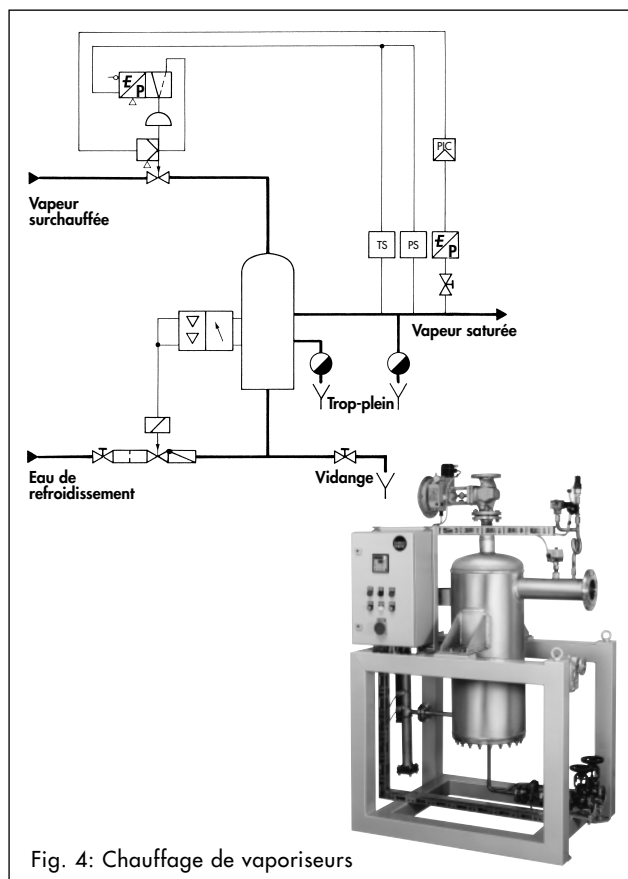 E
P
PIC
Vapeur
surchauffée
TS
PS
E
P
Vapeur saturée
Trop-plein
Eau de
refroidissement
Vidange
Fig. 4: Chauffage de vaporiseurs